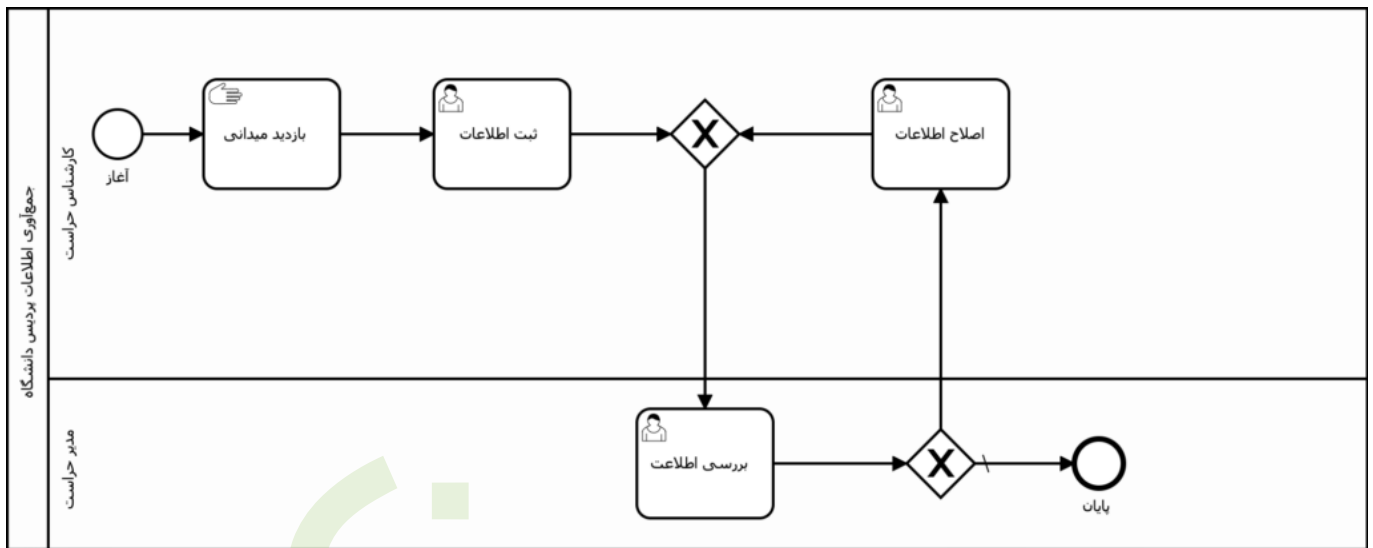 جمع‌آوری اطلاعات پردیس دانشگاه
کارشناس حراست
آغاز
بازدید میدانی
ثبت اطلاعات
اصلاح اطلاعات
مدیر حراست
بررسی اطلاعت
پایان